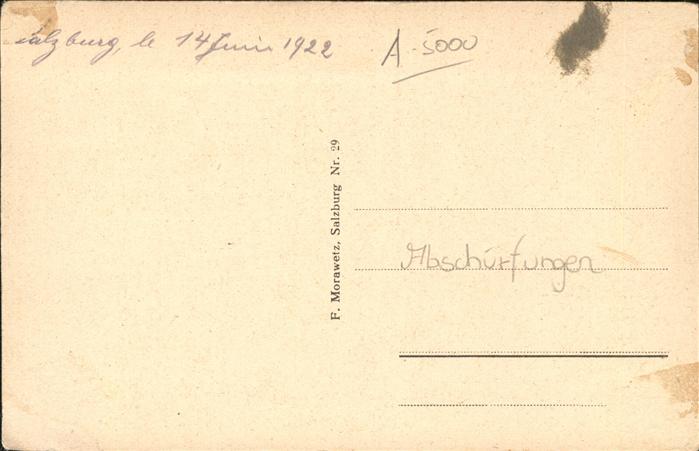 Salzburg, le 14 Juin 1922
A-5000
F. Morawetz, Salzburg Nr. 29
Abschürfungen